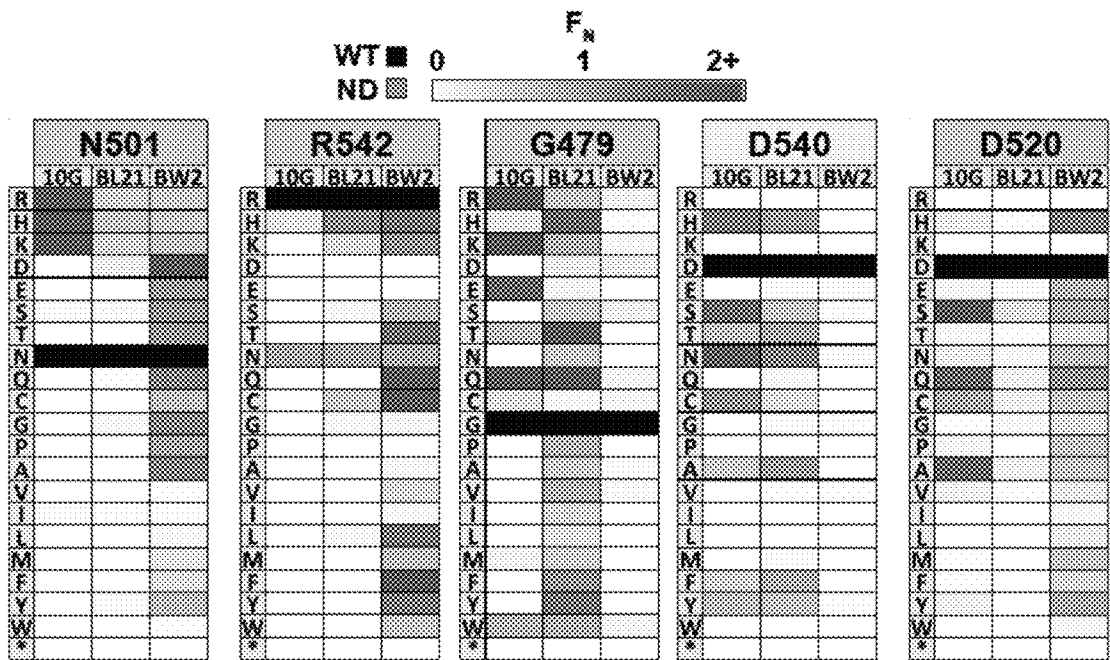 F_N
WT 0 1 2+
ND
N501 R542 G479 D540 D520
10G BL21 BW2 10G BL21 BW2 10G BL21 BW2 10G BL21 BW2 10G BL21 BW2
R R R R R
H H H H H
K K K K K
D D D D D
E E E E E
S S S S S
T T T T T
N N N N N
Q Q Q Q Q
C C C C C
G G G G G
P P P P P
A A A A A
V V V V V
I I I I I
L L L L L
M M M M M
F F F F F
Y Y Y Y Y
W W W W W
* * * * *